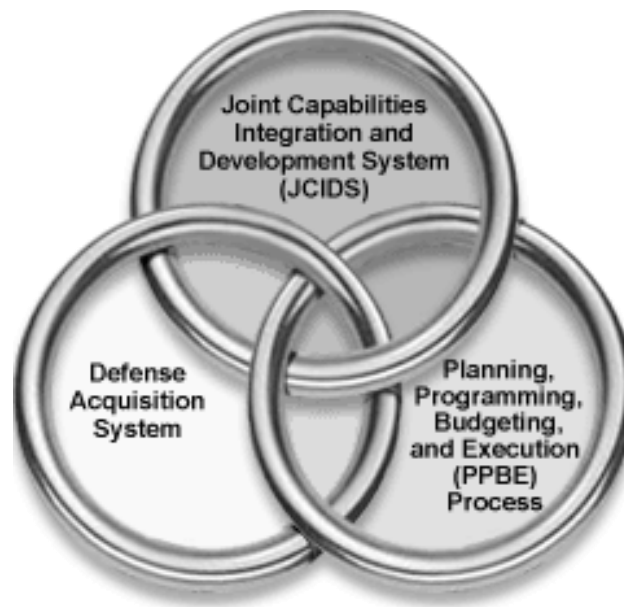 Joint Capabilities
Integration and
Development System
(JCIDS)
Defense
Acquisition
System
Planning,
Programming,
Budgeting,
and Execution
(PPBE)
Process